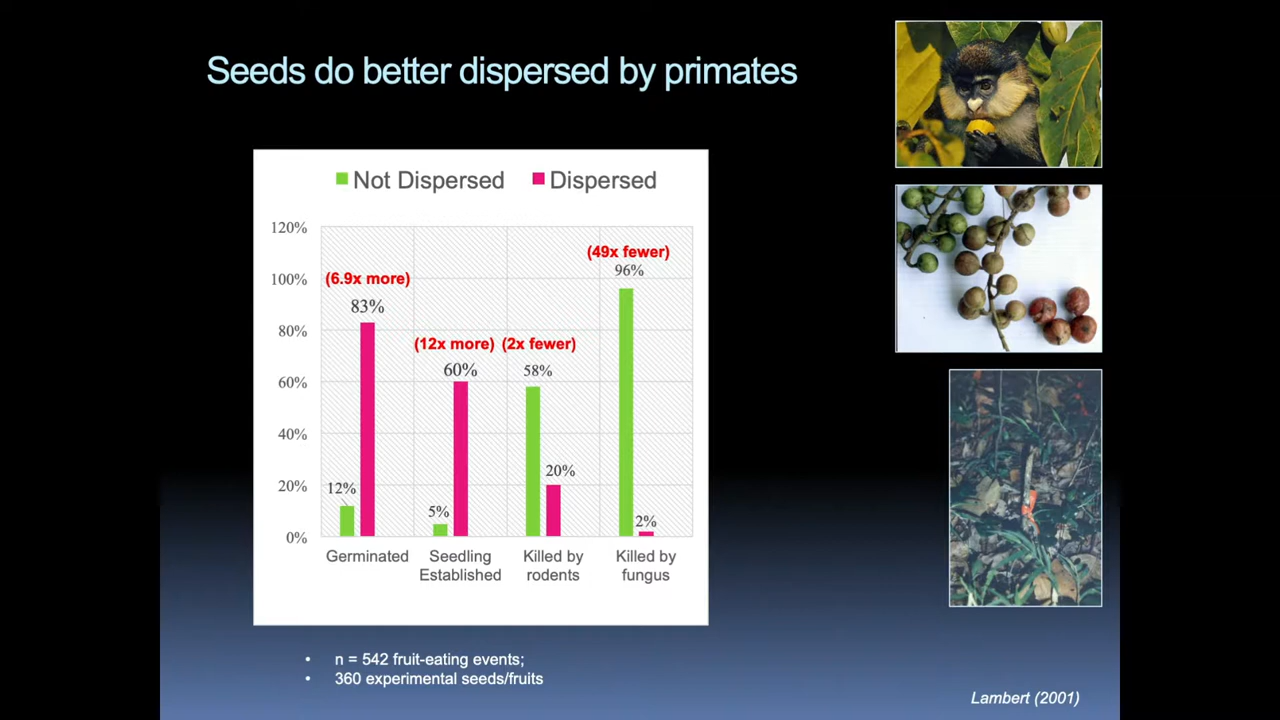 Seeds do better dispersed by primates
Not Dispersed
Dispersed
120%
100%
80%
60%
40%
20%
0%
(6.9x more)
83%
12%
(12x more)
60%
5%
(2x fewer)
58%
20%
(49x fewer)
96%
2%
Germinated
Seedling
Established
Killed by
rodents
Killed by
fungus
• n = 542 fruit-eating events;
• 360 experimental seeds/fruits
Lambert (2001)